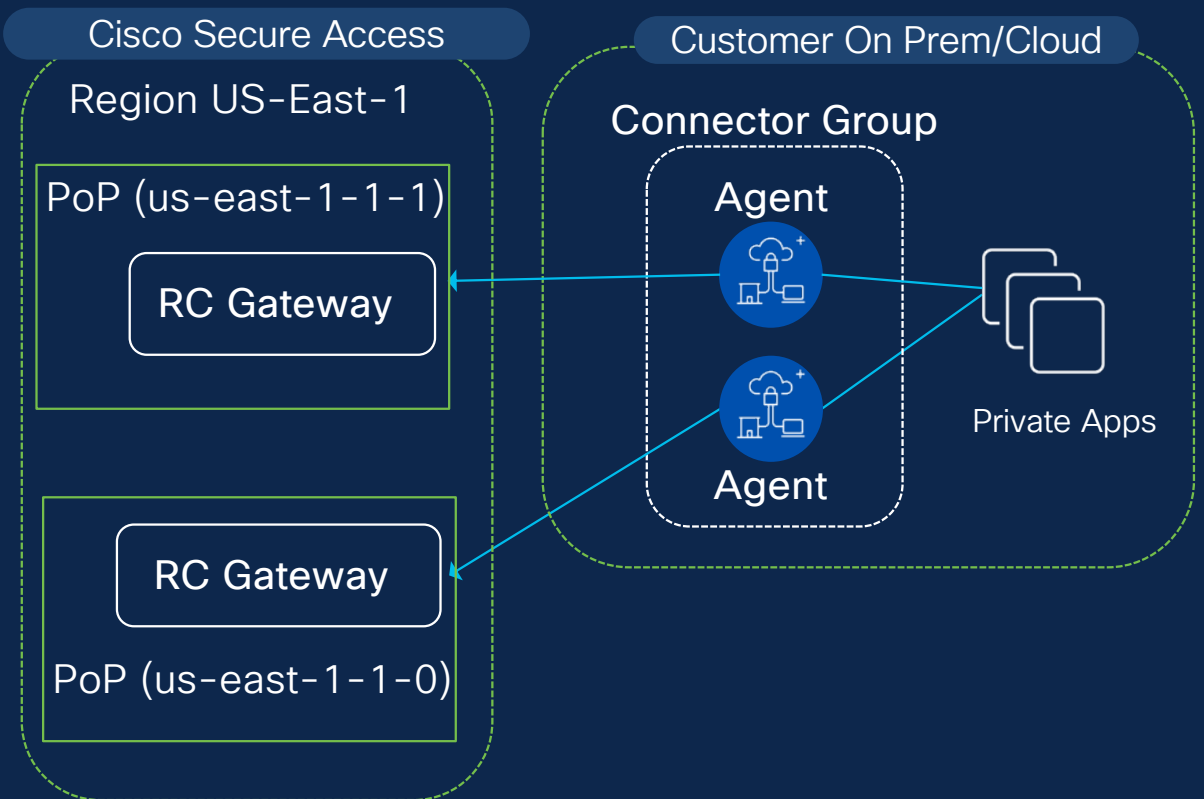 Cisco Secure Access
Region US-East-1
PoP (us-east-1-1-1)
RC Gateway
RC Gateway
PoP (us-east-1-1-0)
Customer On Prem/Cloud
Connector Group
Agent
Agent
Private Apps